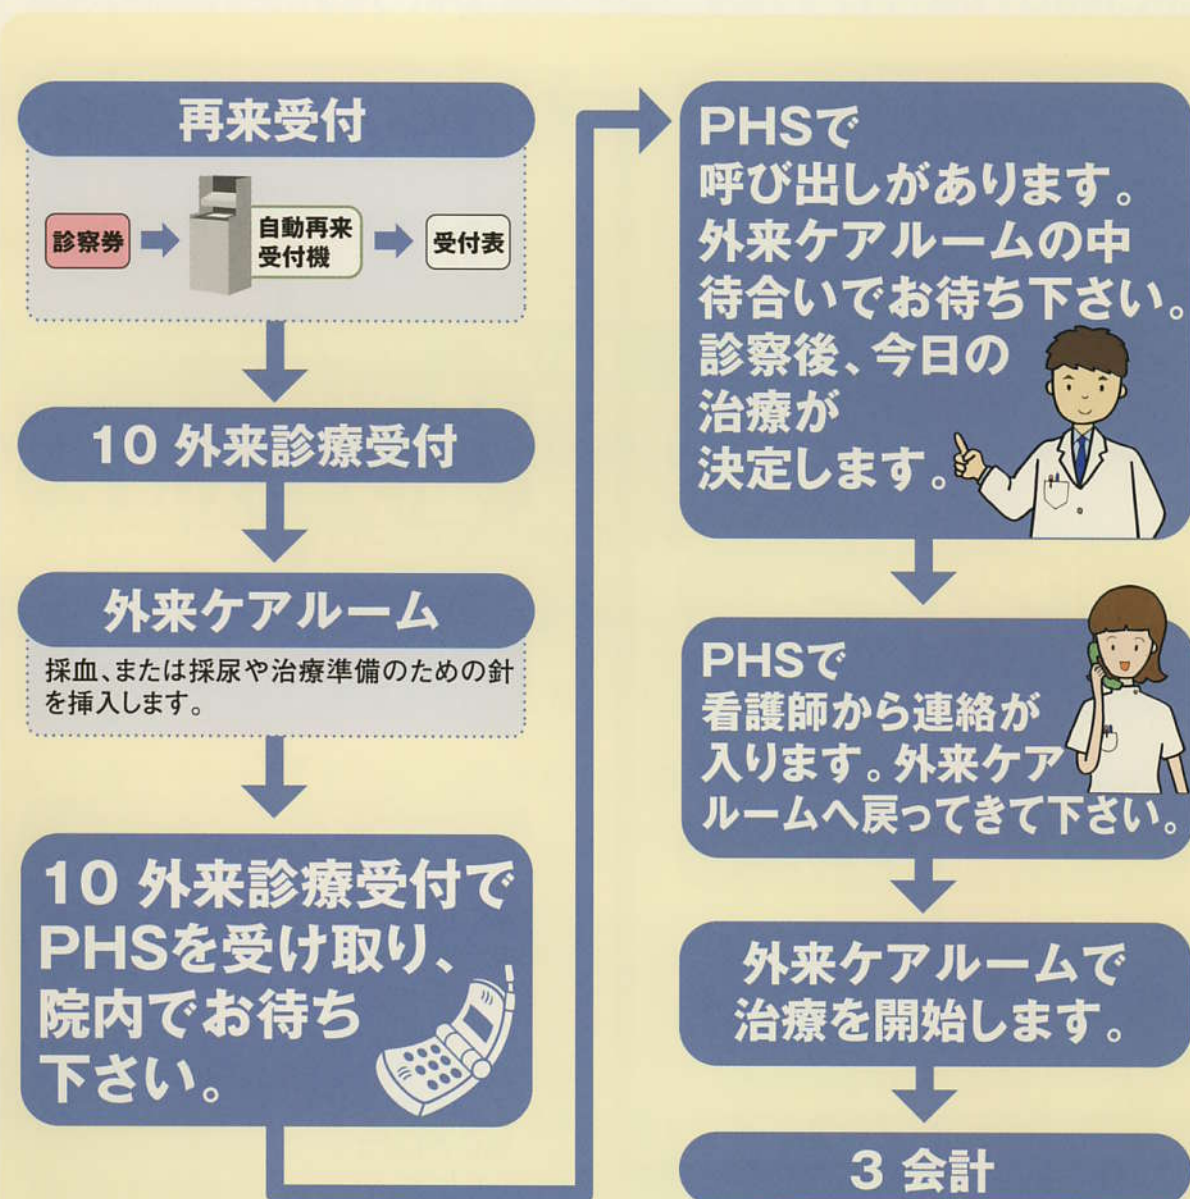 再来受付
診察券
自動再来
受付機
受付表
10 外来診療受付
外来ケアルーム
採血、または採尿や治療準備のための針
を挿入します。
10 外来診療受付で
PHSを受け取り、
院内でお待ち
下さい。
PHSで
呼び出しがあります。
外来ケアルームの中
待合いでお待ち下さい。
診察後、今日の
治療が
決定します。
PHSで
看護師から連絡が
入ります。外来ケア
ルームへ戻ってきて下さい。
外来ケアルームで
治療を開始します。
3 会計